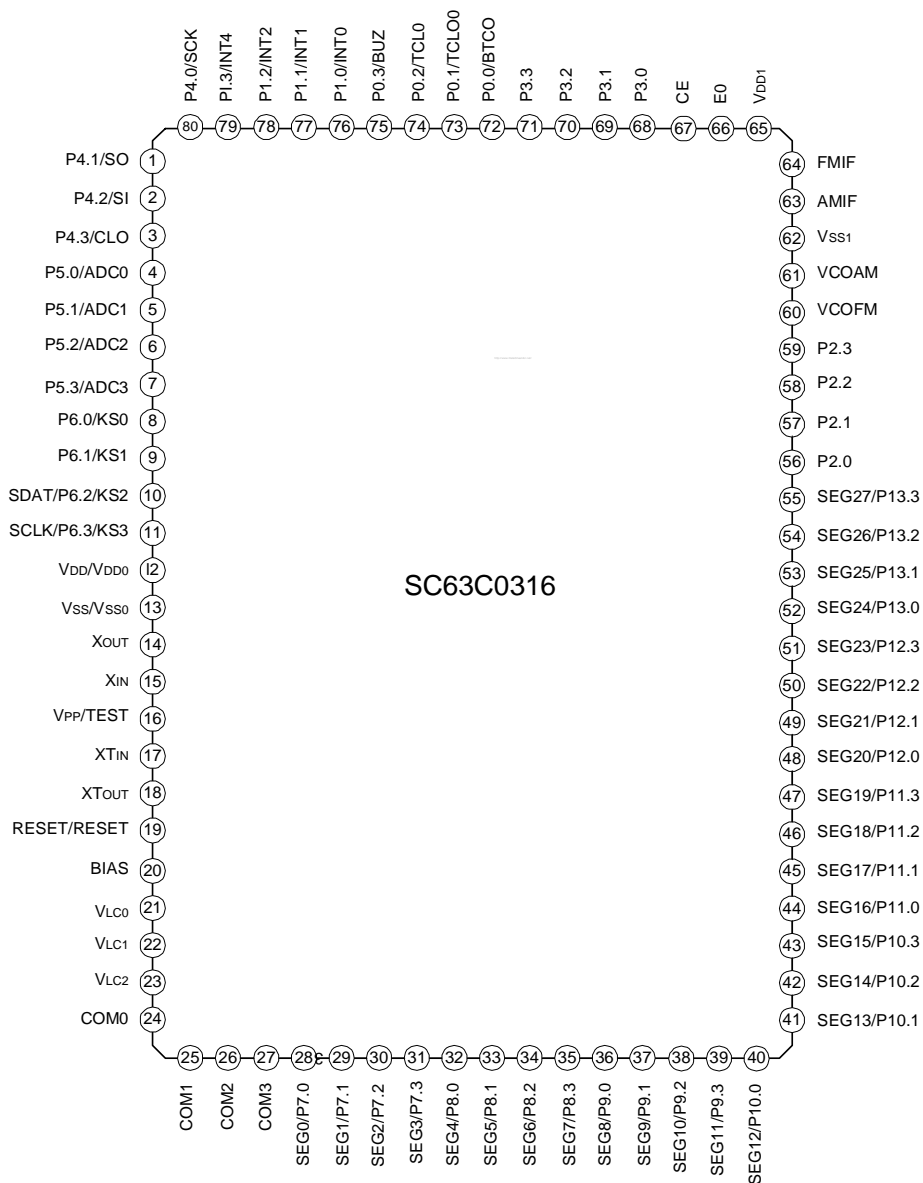 P4.0/SCK
PI.3/INT4
P1.2/INT2
P1.1/INT1
P1.0/INT0
P0.3/BUZ
P0.2/TCL0
P0.1/TCLO0
P0.0/BTCO
P3.3
P3.2
P3.1
P3.0
CE
E0
VDD1
80 79 78 77 76 75 74 73 72 71 70 69 68 67 66 65
P4.1/SO 1
P4.2/SI 2
P4.3/CLO 3
P5.0/ADC0 4
P5.1/ADC1 5
P5.2/ADC2 6
P5.3/ADC3 7
P6.0/KS0 8
P6.1/KS1 9
SDAT/P6.2/KS2 10
SCLK/P6.3/KS3 11
VDD/VDD0 I2
VSS/VSS0 13
XOUT 14
XIN 15
VPP/TEST 16
XTIN 17
XTOUT 18
RESET/RESET 19
BIAS 20
VLC0 21
VLC1 22
VLC2 23
COM0 24
SC63C0316
64 FMIF
63 AMIF
62 VSS1
61 VCOAM
60 VCOFM
59 P2.3
58 P2.2
57 P2.1
56 P2.0
55 SEG27/P13.3
54 SEG26/P13.2
53 SEG25/P13.1
52 SEG24/P13.0
51 SEG23/P12.3
50 SEG22/P12.2
49 SEG21/P12.1
48 SEG20/P12.0
47 SEG19/P11.3
46 SEG18/P11.2
45 SEG17/P11.1
44 SEG16/P11.0
43 SEG15/P10.3
42 SEG14/P10.2
41 SEG13/P10.1
25 26 27 28 29 30 31 32 33 34 35 36 37 38 39 40
COM1
COM2
COM3
SEG0/P7.0
SEG1/P7.1
SEG2/P7.2
SEG3/P7.3
SEG4/P8.0
SEG5/P8.1
SEG6/P8.2
SEG7/P8.3
SEG8/P9.0
SEG9/P9.1
SEG10/P9.2
SEG11/P9.3
SEG12/P10.0